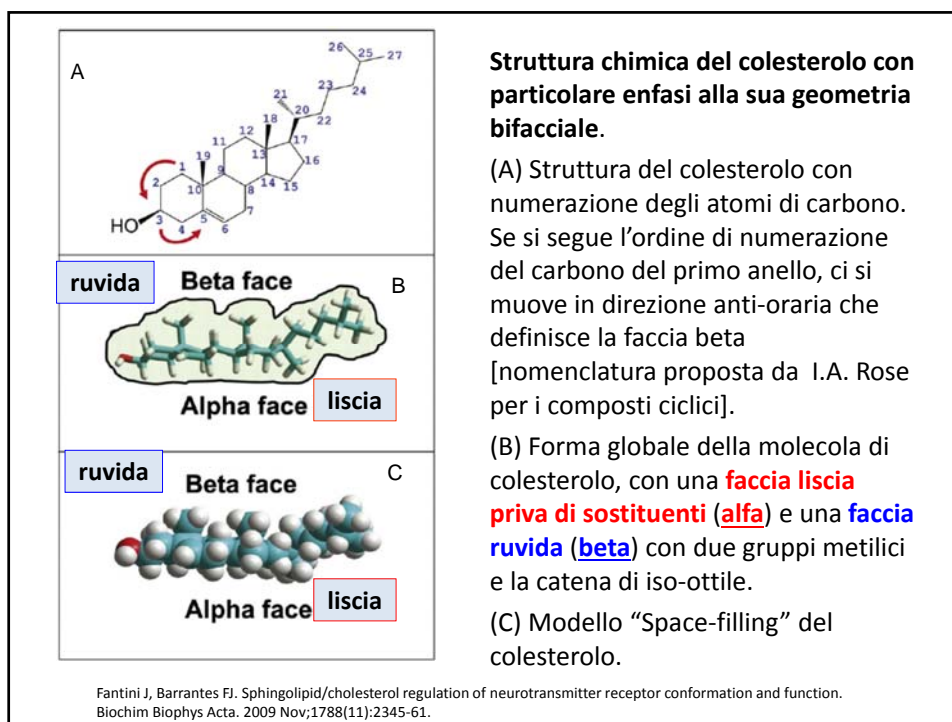 A
26
25
27
21
23
20
24
18
22
12
17
11
19
13
16
1
9
14
15
2
10
8
HO
3
5
7
4
6
ruvida
Beta face
B
Alpha face
liscia
ruvida
Beta face
C
Alpha face
liscia
Struttura chimica del colesterolo con
particolare enfasi alla sua geometria
bifacciale.
(A) Struttura del colesterolo con
numerazione degli atomi di carbono.
Se si segue l’ordine di numerazione
del carbono del primo anello, ci si
muove in direzione anti-oraria che
definisce la faccia beta
[nomenclatura proposta da I.A. Rose
per i composti ciclici].
(B) Forma globale della molecola di
colesterolo, con una faccia liscia
priva di sostituenti (alfa) e una faccia
ruvida (beta) con due gruppi metilici
e la catena di iso-ottile.
(C) Modello “Space-filling” del
colesterolo.
Fantini J, Barrantes FJ. Sphingolipid/cholesterol regulation of neurotransmitter receptor conformation and function.
Biochim Biophys Acta. 2009 Nov;1788(11):2345-61.